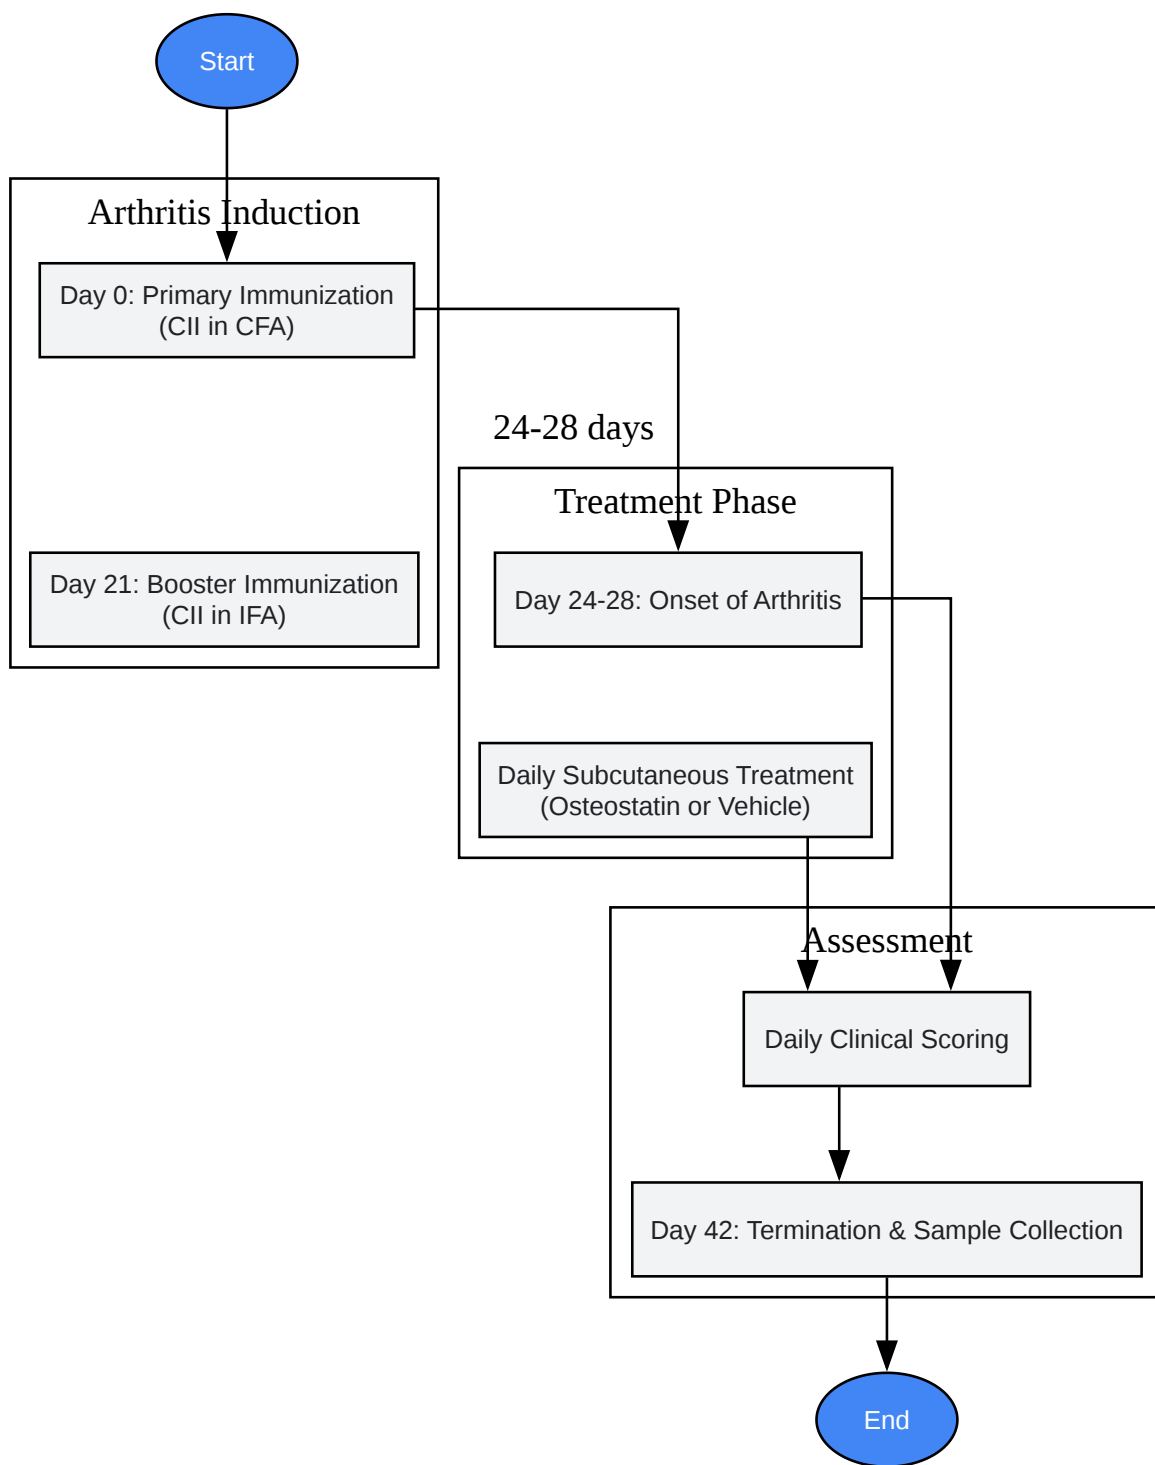 Start
Arthritis Induction
Day 0: Primary Immunization
(CII in CFA)
24-28 days
Treatment Phase
Day 21: Booster Immunization
(CII in IFA)
Day 24-28: Onset of Arthritis
Daily Subcutaneous Treatment
(Osteostatin or Vehicle)
Assessment
Daily Clinical Scoring
Day 42: Termination & Sample Collection
End